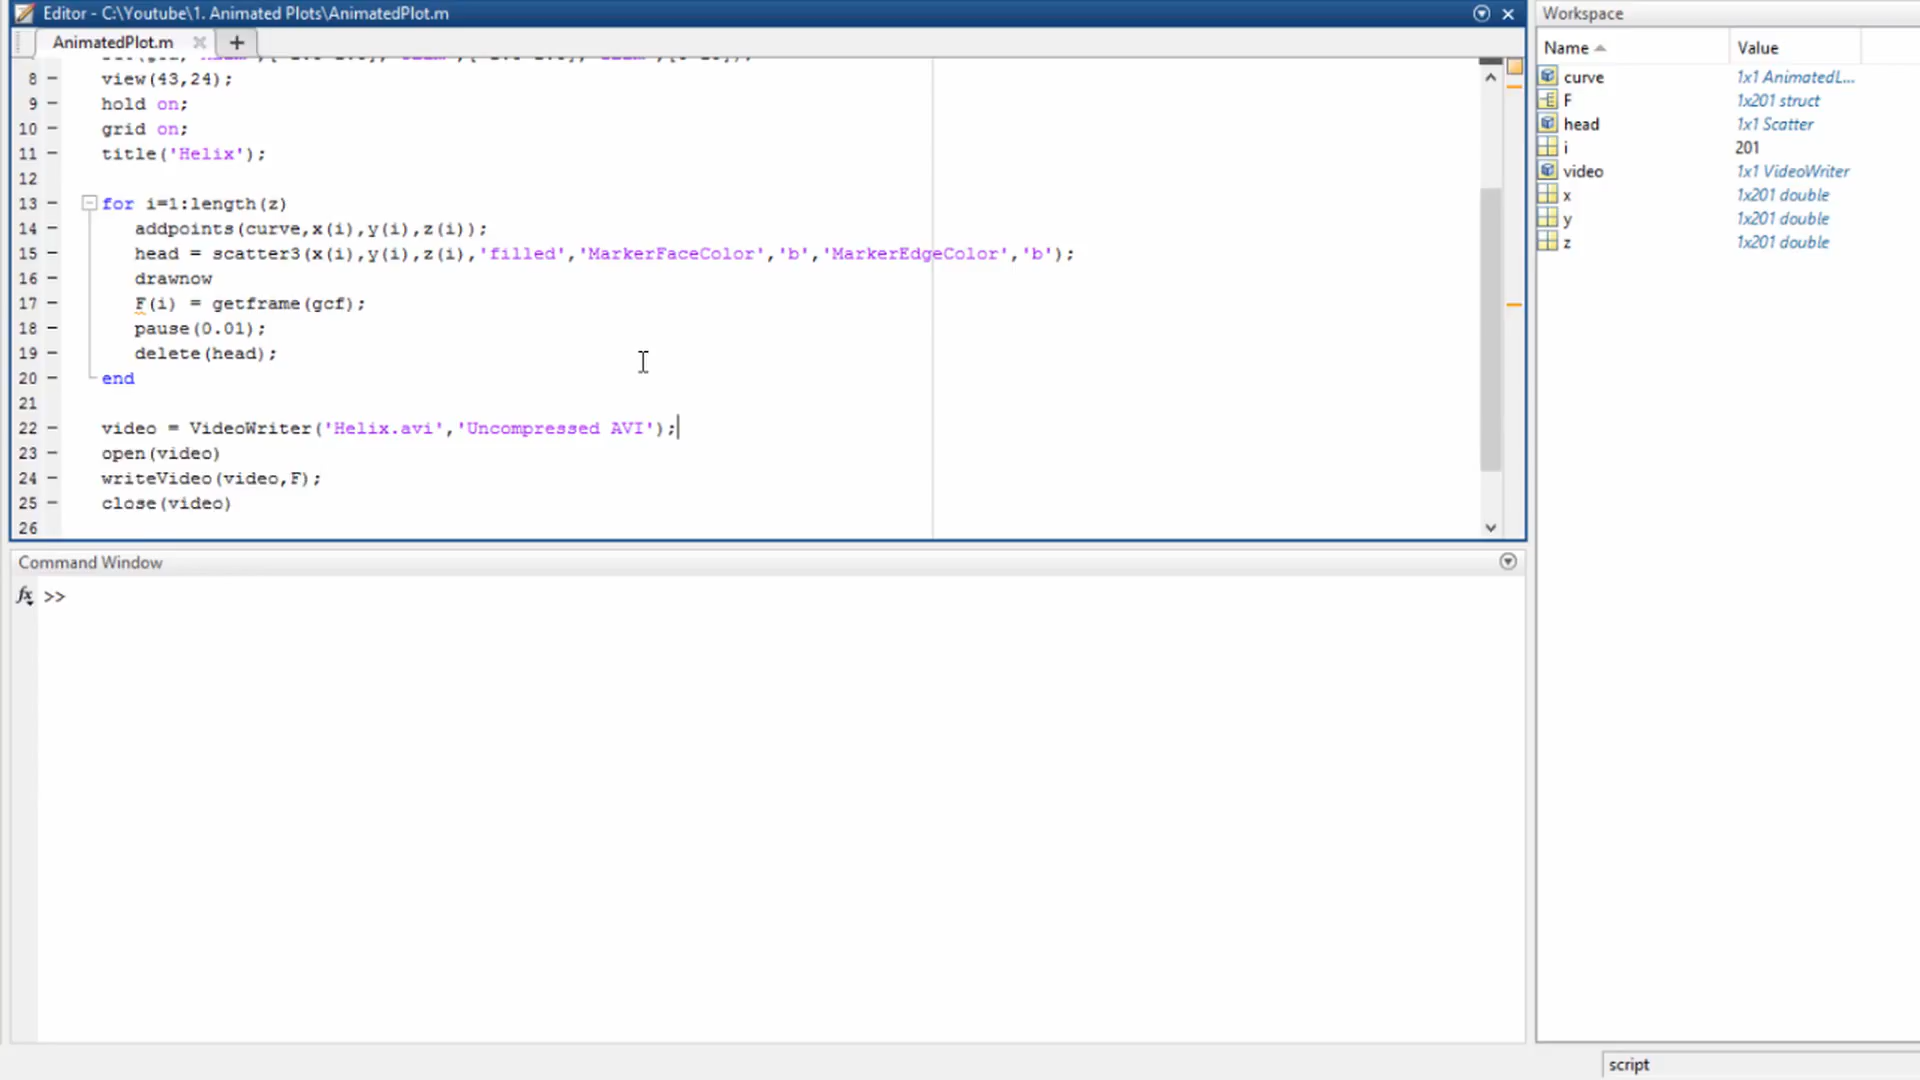 Editor - C:\Youtube\1. Animated Plots\AnimatedPlot.m
AnimatedPlot.m
8 - view(43,24);
9 - hold on;
10 - grid on;
11 - title('Helix');
12
13 - for i=1:length(z)
14 - addpoints(curve,x(i),y(i),z(i));
15 - head = scatter3(x(i),y(i),z(i),'filled','MarkerFaceColor','b','MarkerEdgeColor','b');
16 - drawnow
17 - F(i) = getframe(gcf);
18 - pause(0.01);
19 - delete(head);
20 - end
21
22 - video = VideoWriter('Helix.avi','Uncompressed AVI');
23 - open(video)
24 - writeVideo(video,F);
25 - close(video)
26
Command Window
fx >>
Workspace
Name Value
curve 1x1 AnimatedL...
F 1x201 struct
head 1x1 Scatter
i 201
video 1x1 VideoWriter
x 1x201 double
y 1x201 double
z 1x201 double
script